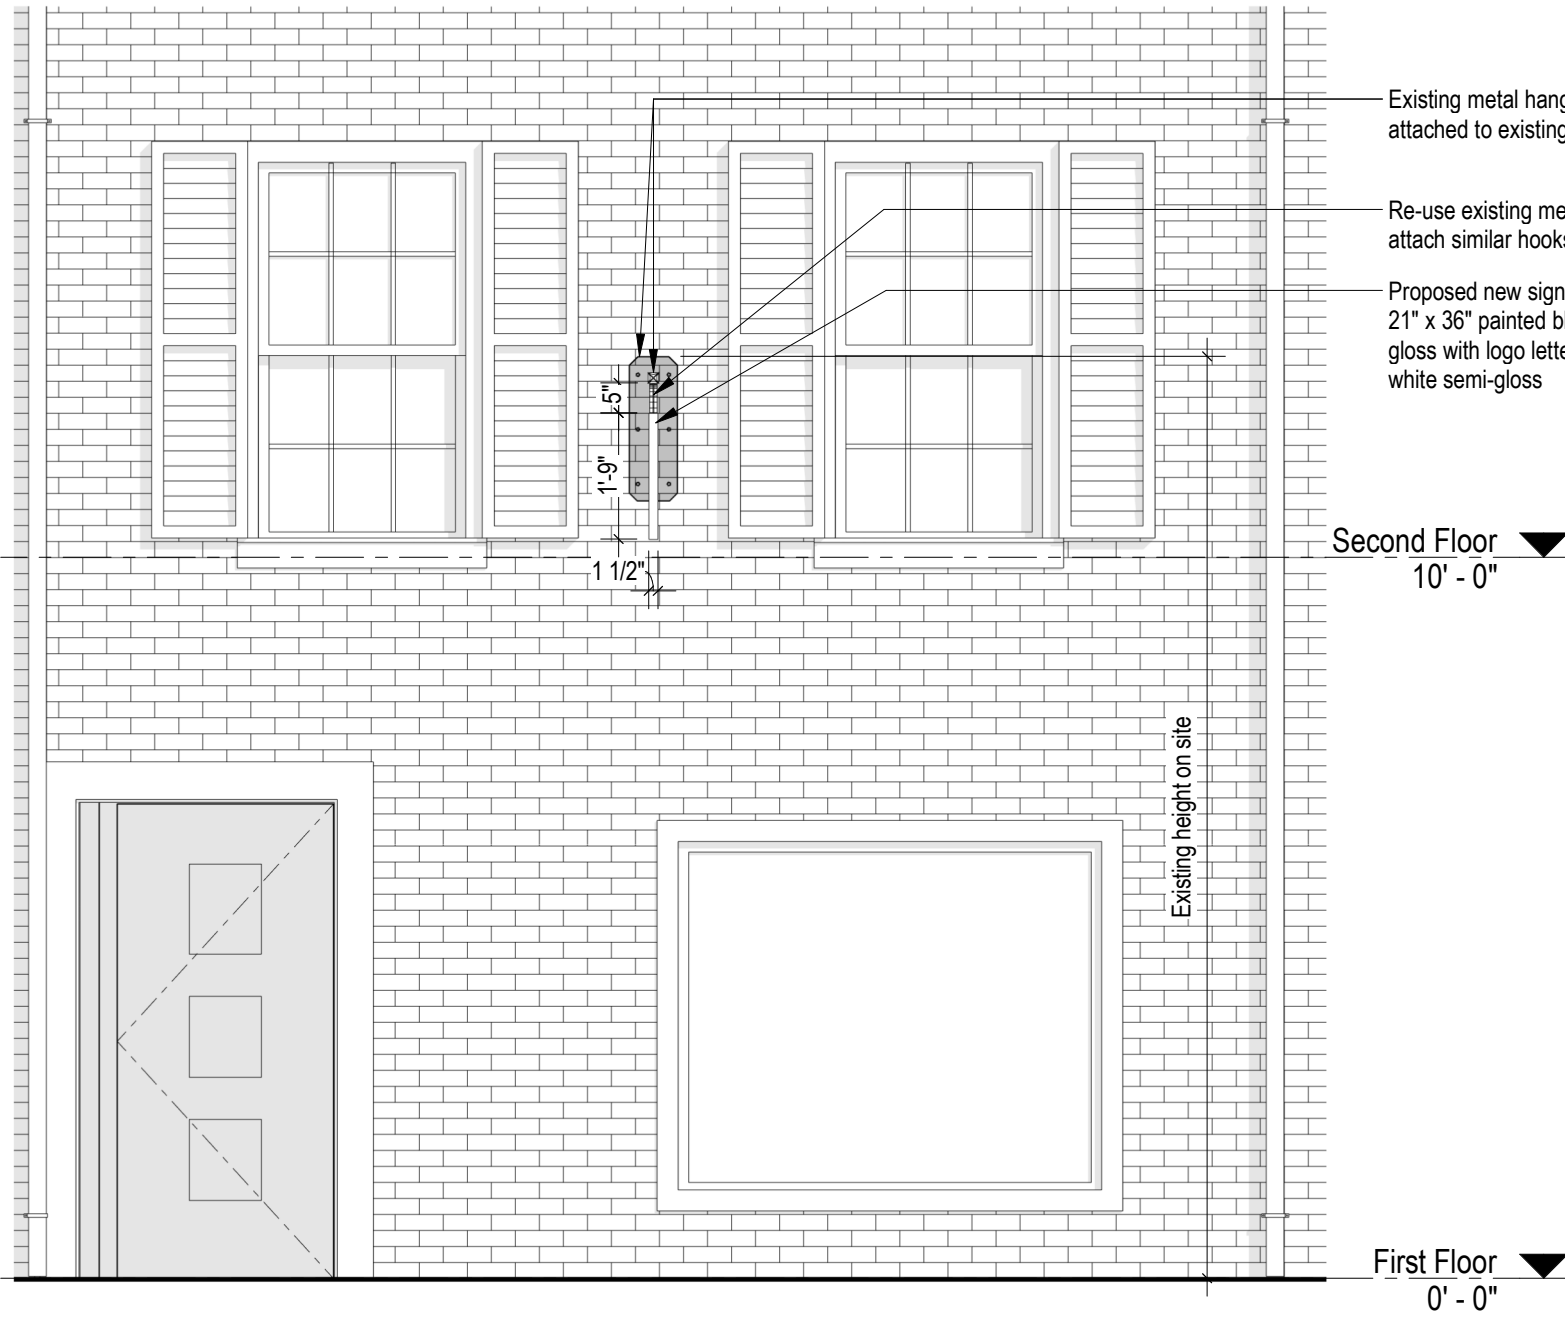 Existing metal hang
attached to existing
Re-use existing me
attach similar hooks
Proposed new sign
21" x 36" painted bl
gloss with logo lette
white semi-gloss
5"
1'-9"
1 1/2"
Second Floor
10' - 0"
Existing height on site
First Floor
0' - 0"